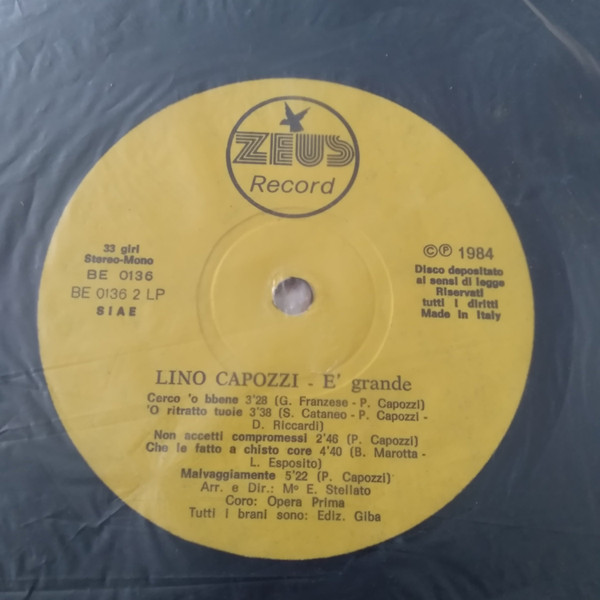 ZEUS
Record
33 giri
Stereo-Mono
BE 0136
BE 0136 2 LP
SIAE
©℗ 1984
Disco depositato
ai sensi di legge
Riservati
tutti i diritti
Made in Italy
LINO CAPOZZI - E' grande
Cerco 'o bbene 3'28 (G. Franzese - P. Capozzi)
'O ritratto tuoie 3'38 (S. Cataneo - P. Capozzi -
D. Riccardi)
Non accetti compromessi 2'46 (P. Capozzi)
Che le fatto a chisto core 4'40 (B. Marotta -
L. Esposito)
Malvaggiamente 5'22 (P. Capozzi)
Arr. e Dir.: Mº E. Stellato
Coro: Opera Prima
Tutti i brani sono: Ediz. Giba